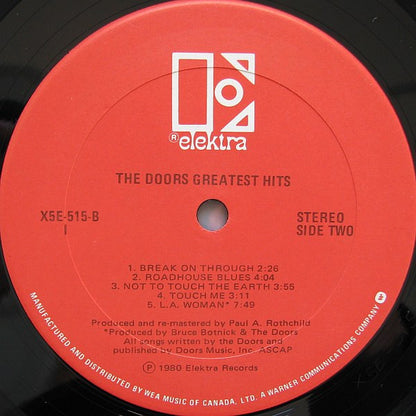 ® elektra
THE DOORS GREATEST HITS
X5E-515-B
I
STEREO
SIDE TWO
1. BREAK ON THROUGH 2:26
2. ROADHOUSE BLUES 4:04
3. NOT TO TOUCH THE EARTH 3:55
4. TOUCH ME 3:11
5. L.A. WOMAN* 7:49
Produced and re-mastered by Paul A. Rothchild
*Produced by Bruce Botnick & The Doors
All songs written by the Doors and
published by Doors Music, Inc. ASCAP
© 1980 Elektra Records
MANUFACTURED AND DISTRIBUTED BY WEA MUSIC OF CANADA, LTD. A WARNER COMMUNICATIONS COMPANY